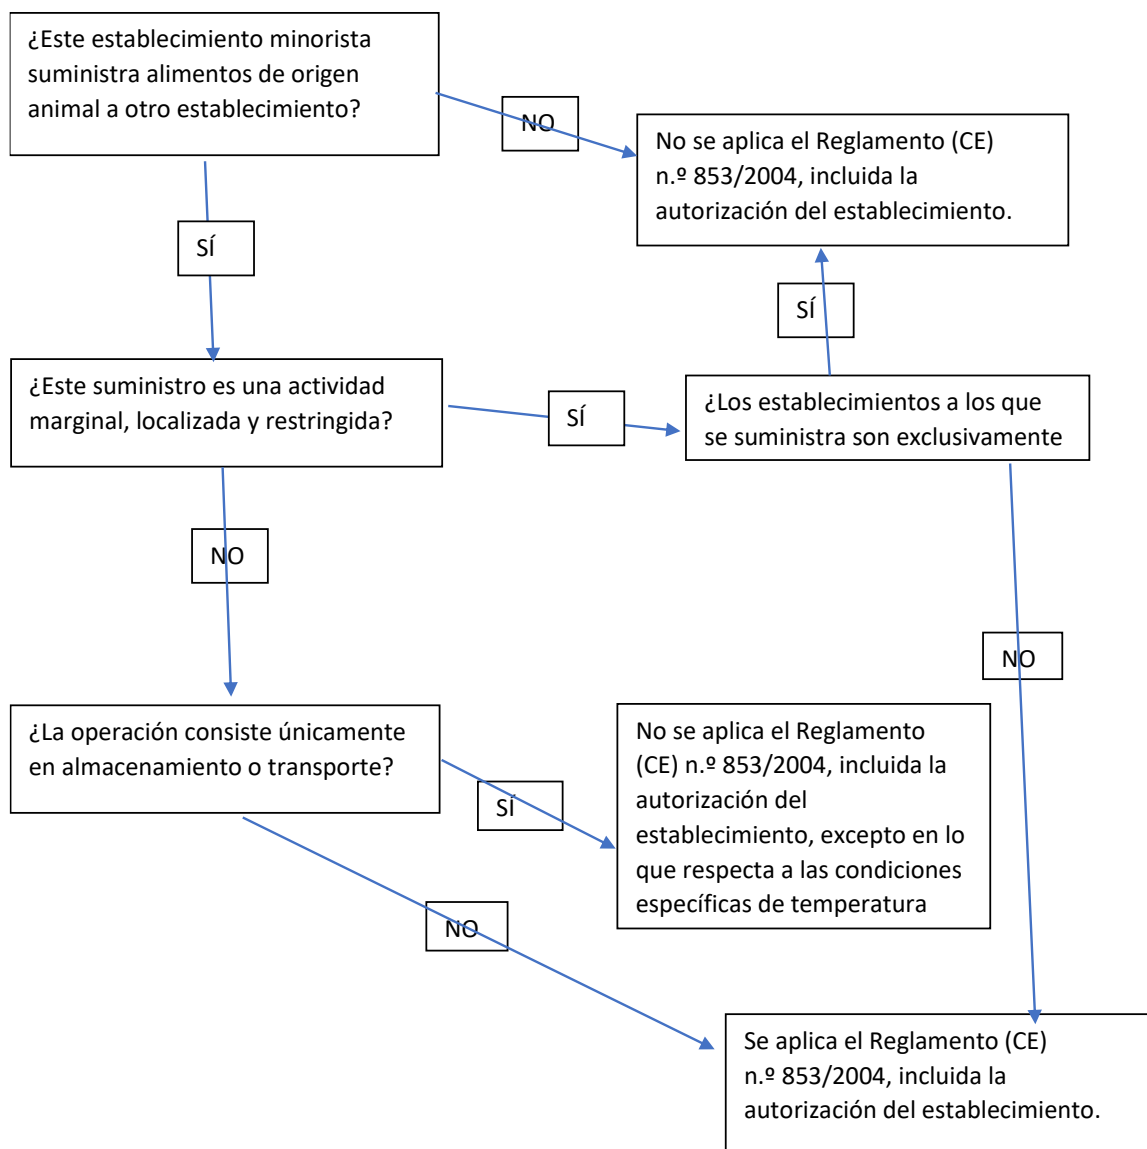 ¿Este establecimiento minorista
suministra alimentos de origen
animal a otro establecimiento?
NO
No se aplica el Reglamento (CE)
n.º 853/2004, incluida la
autorización del establecimiento.
SÍ
SÍ
¿Este suministro es una actividad
marginal, localizada y restringida?
SÍ
¿Los establecimientos a los que
se suministra son exclusivamente
NO
NO
¿La operación consiste únicamente
en almacenamiento o transporte?
SÍ
No se aplica el Reglamento
(CE) n.º 853/2004, incluida la
autorización del
establecimiento, excepto en lo
que respecta a las condiciones
específicas de temperatura
NO
Se aplica el Reglamento (CE)
n.º 853/2004, incluida la
autorización del establecimiento.